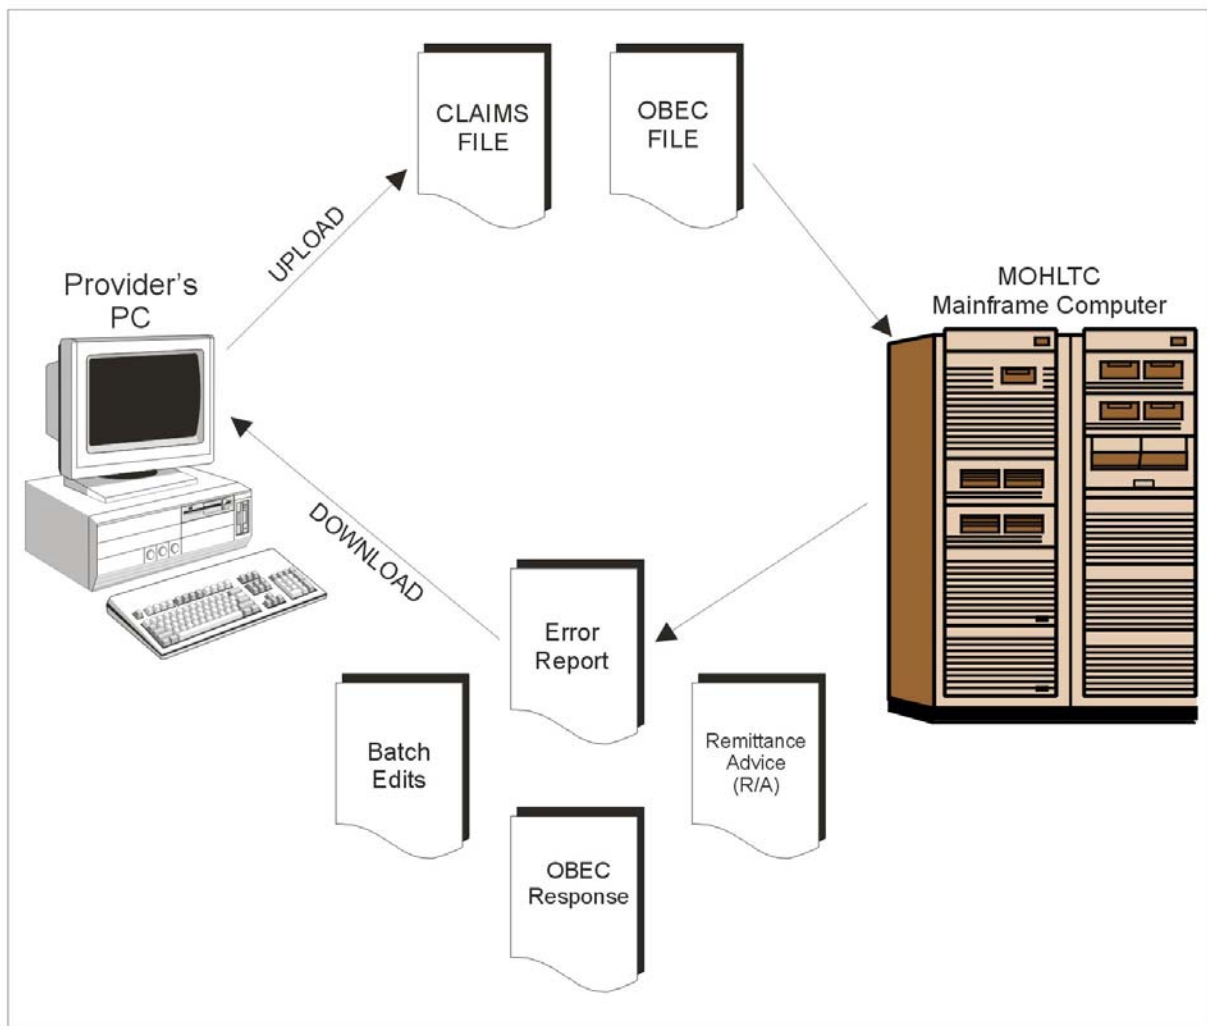 CLAIMS
FILE
OBEC
FILE
UPLOAD
Provider's
PC
MOHLTC
Mainframe Computer
DOWNLOAD
Error
Report
Batch
Edits
Remittance
Advice
(R/A)
OBEC
Response